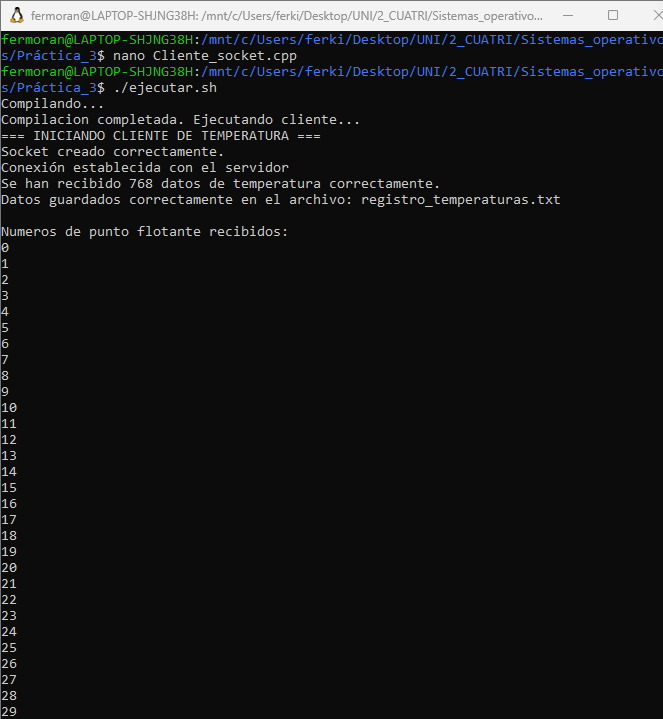 fermoran@LAPTOP-SHJNG38H: /mnt/c/Users/ferki/Desktop/UNI/2_CUATRI/Sistemas_operativo...
fermoran@LAPTOP-SHJNG38H:/mnt/c/Users/ferki/Desktop/UNI/2_CUATRI/Sistemas_operativo
s/Práctica_3$ nano Cliente_socket.cpp
fermoran@LAPTOP-SHJNG38H:/mnt/c/Users/ferki/Desktop/UNI/2_CUATRI/Sistemas_operativo
s/Práctica_3$ ./ejecutar.sh
Compilando...
Compilacion completada. Ejecutando cliente...
=== INICIANDO CLIENTE DE TEMPERATURA ===
Socket creado correctamente.
Conexión establecida con el servidor
Se han recibido 768 datos de temperatura correctamente.
Datos guardados correctamente en el archivo: registro_temperaturas.txt
Numeros de punto flotante recibidos:
0
1
2
3
4
5
6
7
8
9
10
11
12
13
14
15
16
17
18
19
20
21
22
23
24
25
26
27
28
29